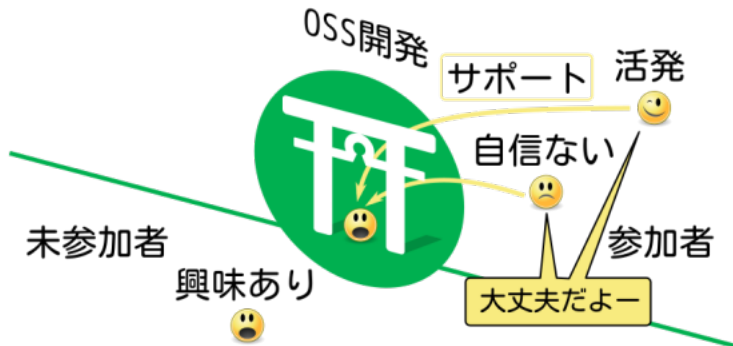 OSS開発
サポート
活発
自信ない
未参加者
参加者
興味あり
大丈夫だよー